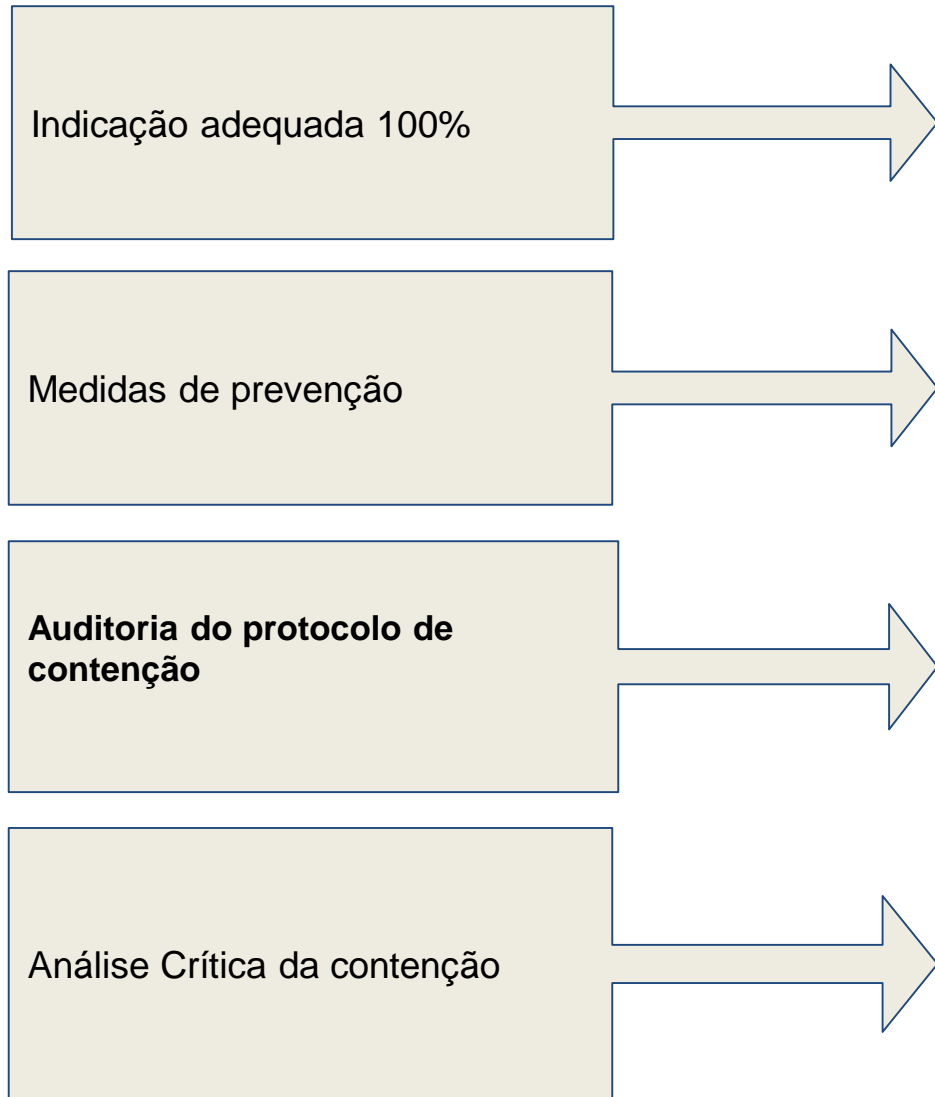 Indicação adequada 100%
Medidas de prevenção
Auditoria do protocolo de
contenção
Análise Crítica da contenção